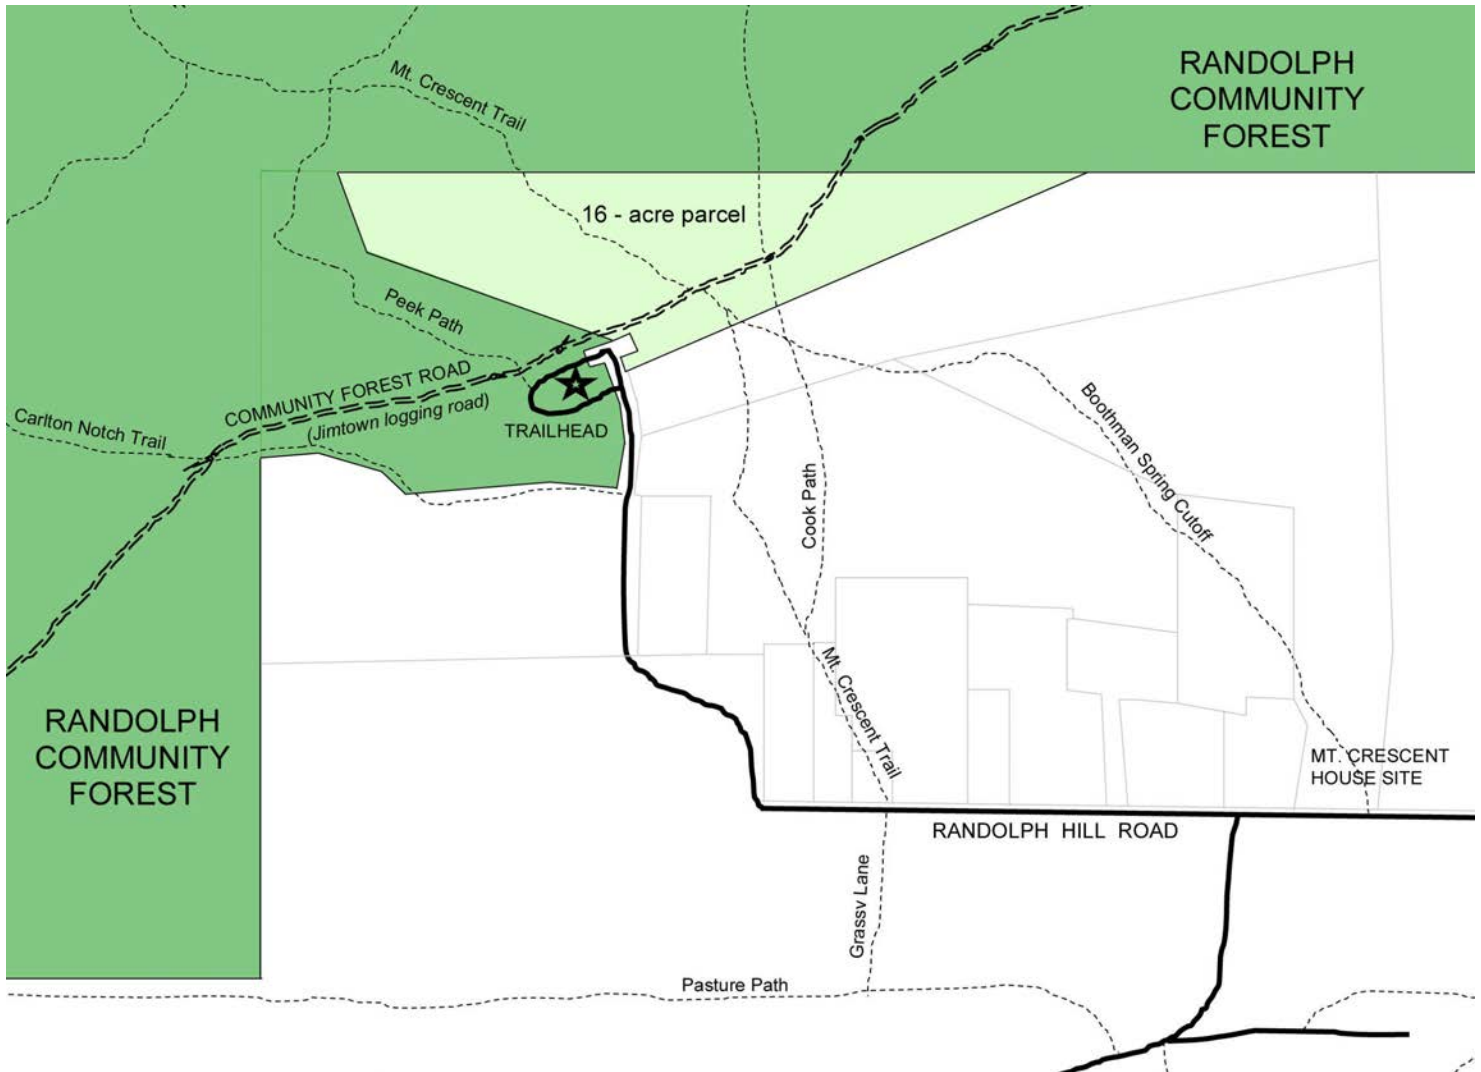 RANDOLPH
COMMUNITY
FOREST
Mt. Crescent Trail
16 - acre parcel
Peek Path
COMMUNITY FOREST ROAD
(Jimtown logging road)
Carlton Notch Trail
TRAILHEAD
Boothman Spring Cutoff
Cook Path
Mt. Crescent Trail
RANDOLPH
COMMUNITY
FOREST
MT. CRESCENT
HOUSE SITE
RANDOLPH HILL ROAD
Grassv Lane
Pasture Path